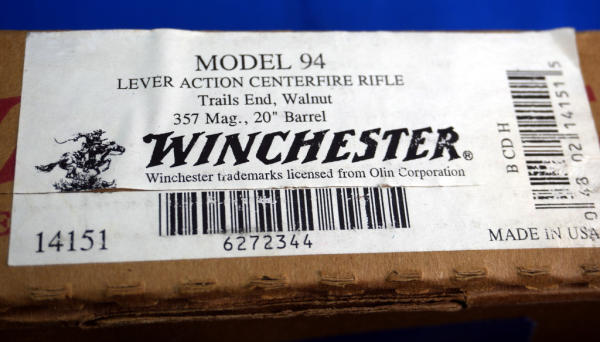 MODEL 94
LEVER ACTION CENTERFIRE RIFLE
Trails End, Walnut
357 Mag., 20" Barrel
WINCHESTER®
Winchester trademarks licensed from Olin Corporation
14151
6272344
B CD H
MADE IN USA